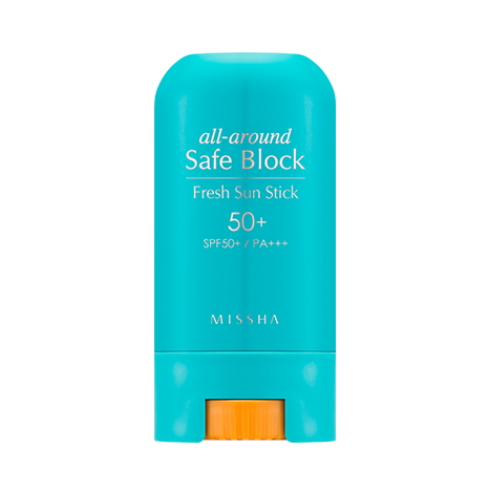 all-around
Safe Block
Fresh Sun Stick
50+
SPF50+ / PA+++
MISSHA